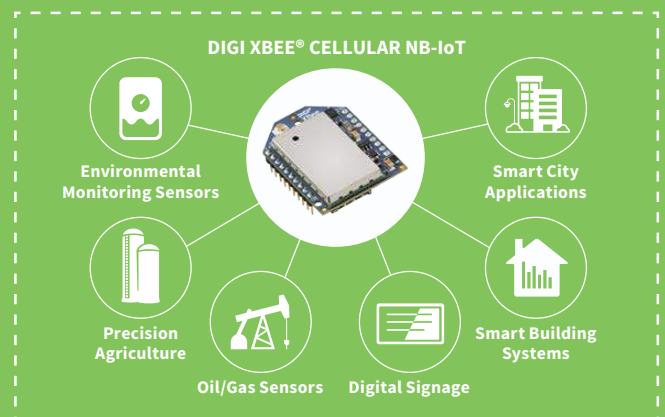 DIGI XBEE® CELLULAR NB-IoT
Environmental
Monitoring Sensors
Smart City
Applications
Precision
Agriculture
Smart Building
Systems
Oil/Gas Sensors
Digital Signage